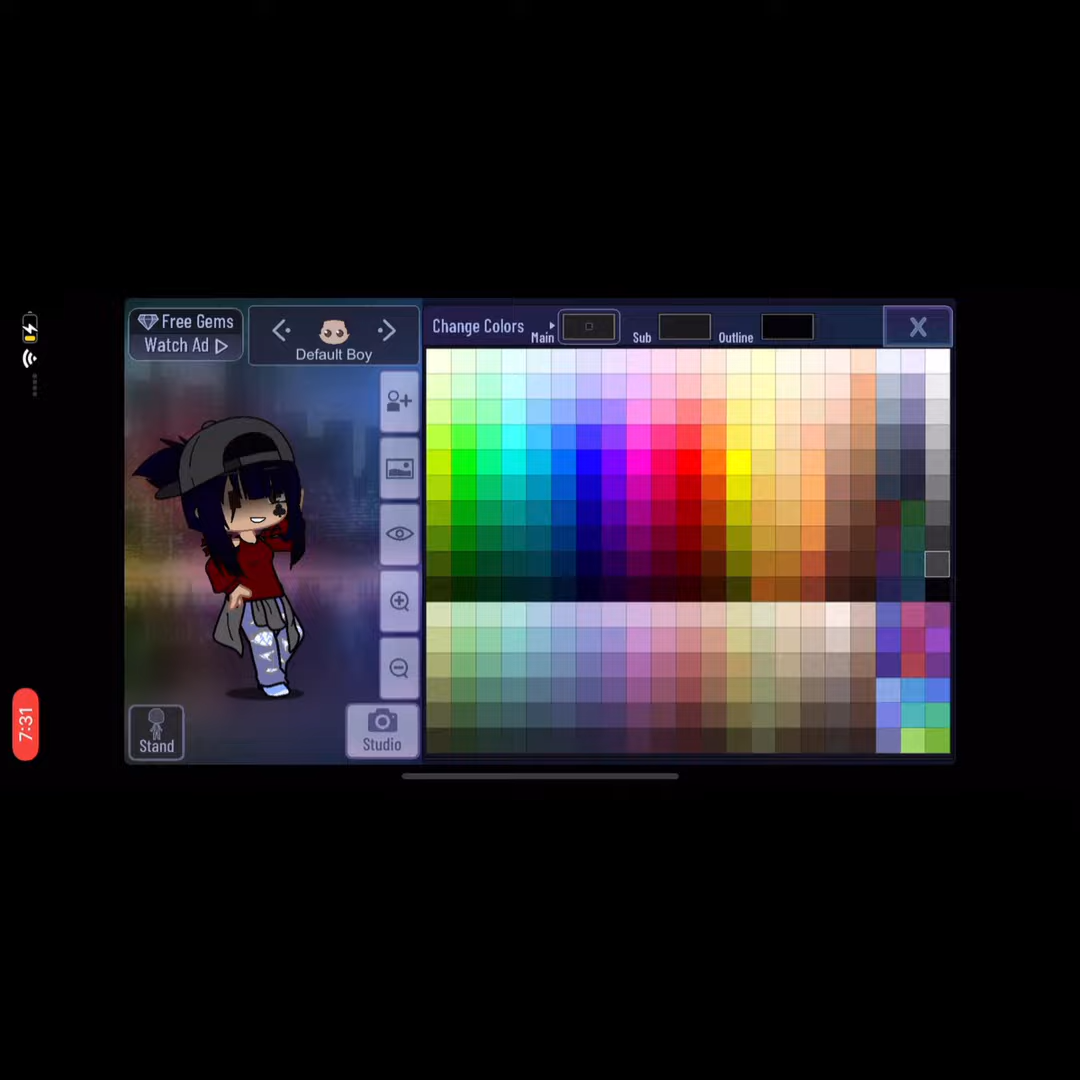 Free Gems
Watch Ad
Default Boy
Change Colors
Main
Sub
Outline
X
Stand
Studio
7:31